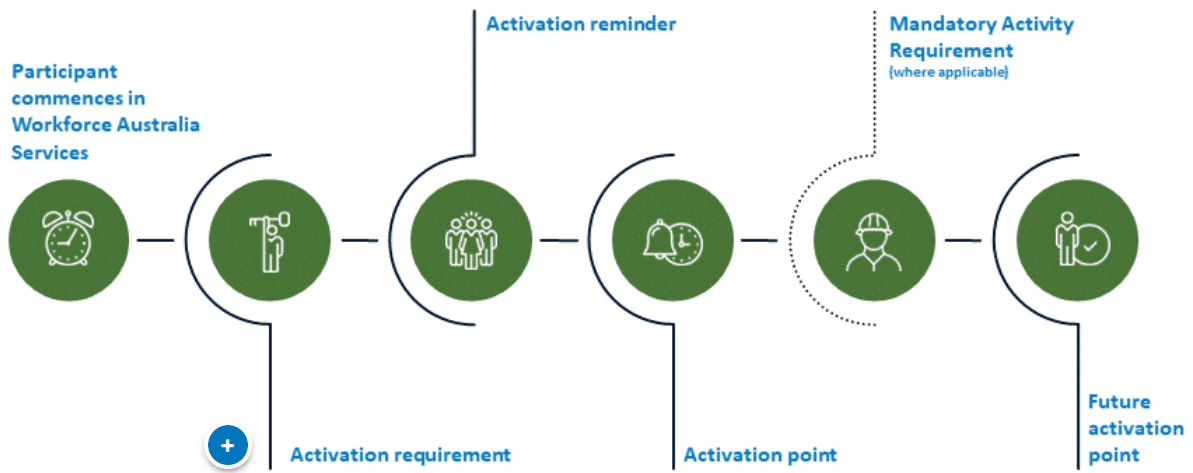 Participant
commences in
Workforce Australia
Services
Activation requirement
Activation reminder
Activation point
Mandatory Activity
Requirement
(where applicable)
Future
activation
point